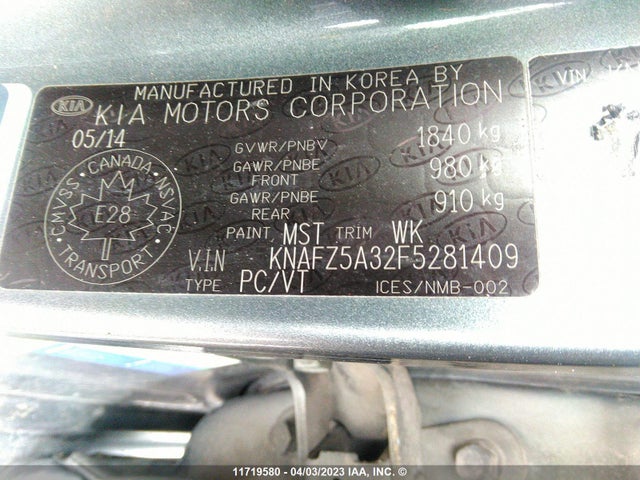 MANUFACTURED IN KOREA BY
KIA KIA MOTORS CORPORATION
05/14
GVWR/PNBV 1840 kg
GAWR/PNBE FRONT 980 kg
GAWR/PNBE REAR 910 kg
CANADA
CMVSS NSVAC
E28
TRANSPORT
PAINT MST TRIM WK
V.I.N KNAFZ5A32F5281409
TYPE PC/VT ICES/NMB-002
VIN
11719580 - 04/03/2023 IAA, INC. ©